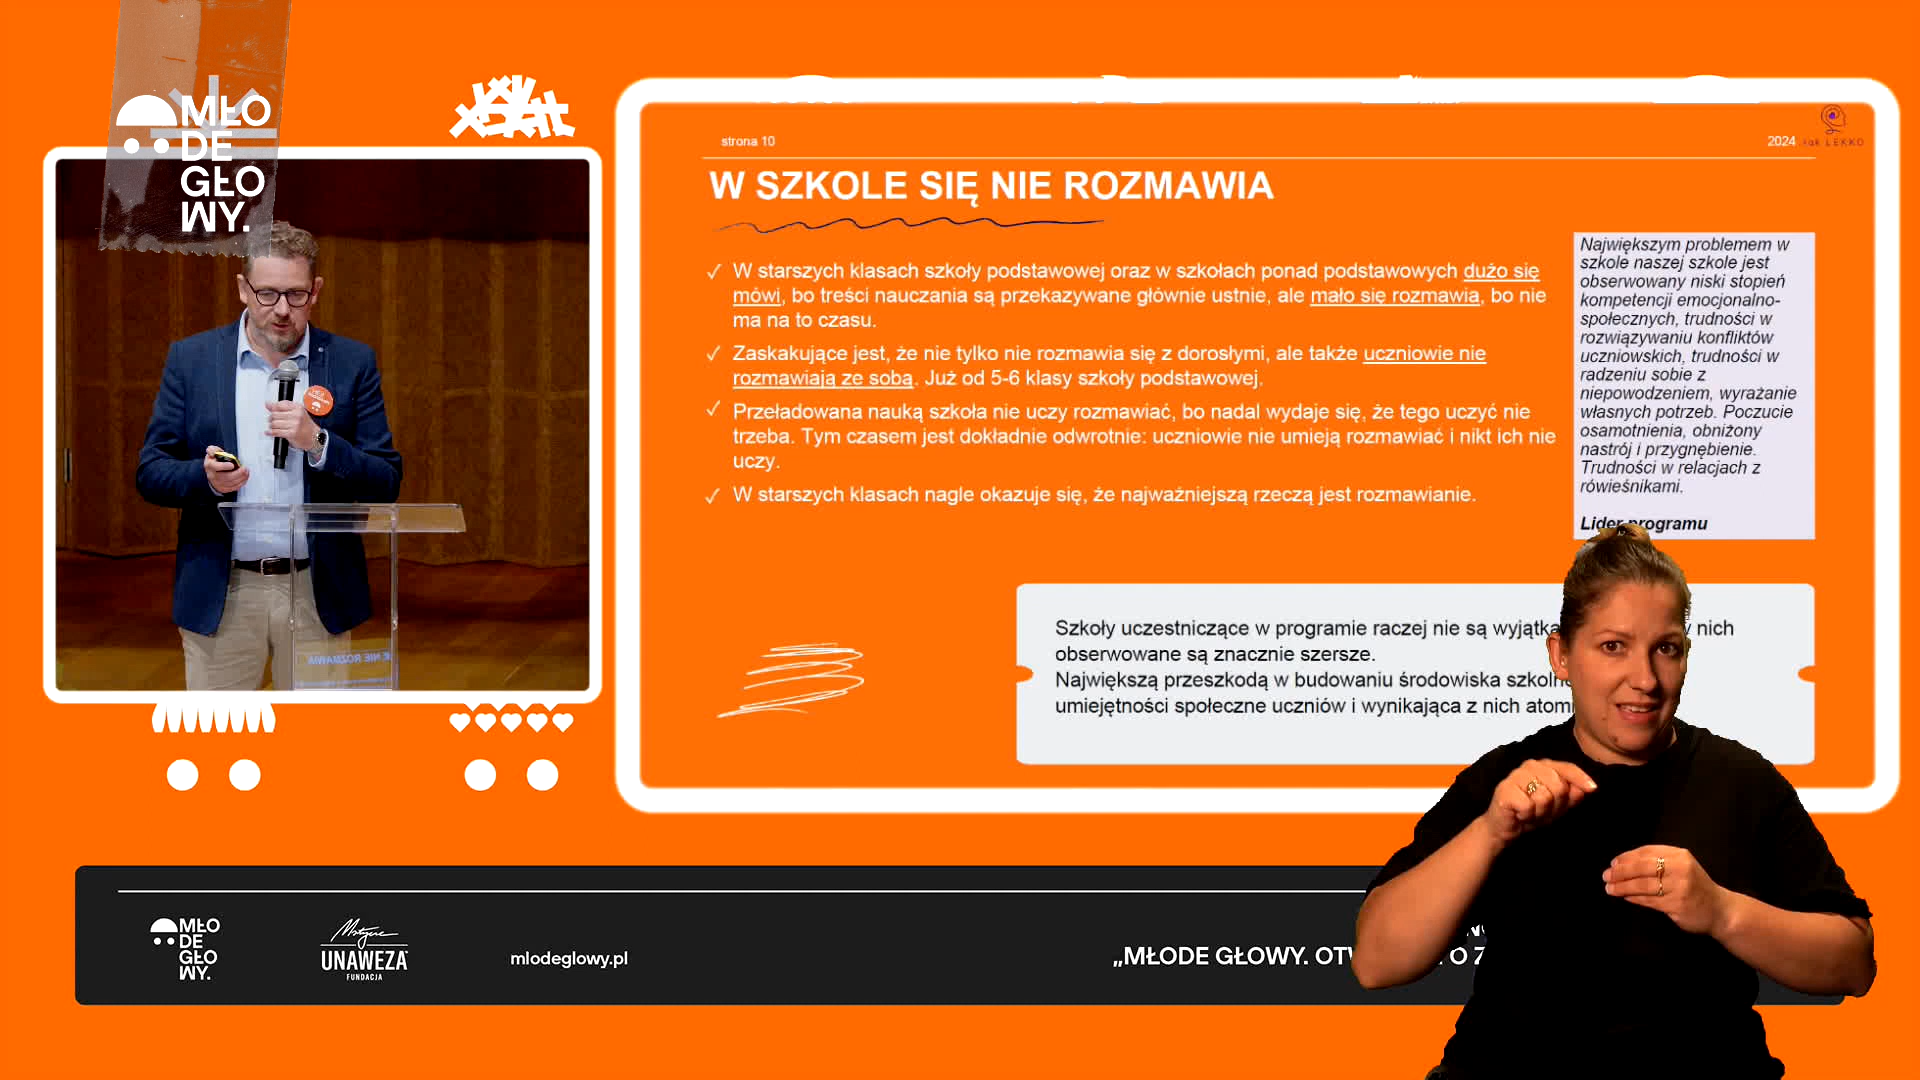 MŁO
DE
GŁO
WY.
strona 10
2024
Tak LEKKO
W SZKOLE SIĘ NIE ROZMAWIA
✓ W starszych klasach szkoły podstawowej oraz w szkołach ponad podstawowych dużo się
mówi, bo treści nauczania są przekazywane głównie ustnie, ale mało się rozmawia, bo nie
ma na to czasu.
✓ Zaskakujące jest, że nie tylko nie rozmawia się z dorosłymi, ale także uczniowie nie
rozmawiają ze sobą. Już od 5-6 klasy szkoły podstawowej.
✓ Przeładowana nauką szkoła nie uczy rozmawiać, bo nadal wydaje się, że tego uczyć nie
trzeba. Tym czasem jest dokładnie odwrotnie: uczniowie nie umieją rozmawiać i nikt ich nie
uczy.
✓ W starszych klasach nagle okazuje się, że najważniejszą rzeczą jest rozmawianie.
Największym problemem w
szkole naszej szkole jest
obserwowany niski stopień
kompetencji emocjonalno-
społecznych, trudności w
rozwiązywaniu konfliktów
uczniowskich, trudności w
radzeniu sobie z
niepowodzeniem, wyrażanie
własnych potrzeb. Poczucie
osamotnienia, obniżony
nastrój i przygnębienie.
Trudności w relacjach z
rówieśnikami.
Lider programu
Szkoły uczestniczące w programie raczej nie są nich
obserwowane są znacznie szersze.
Największą przeszkodą w budowaniu środowiska
umiejętności społeczne uczniów i wynikająca z nich
IE NIE ROZMAWIA
MŁO
DE
GŁO
WY.
Martyna
UNAWEZA
FUNDACJA
mlodeglowy.pl
„MŁODE GŁOWY. O Z